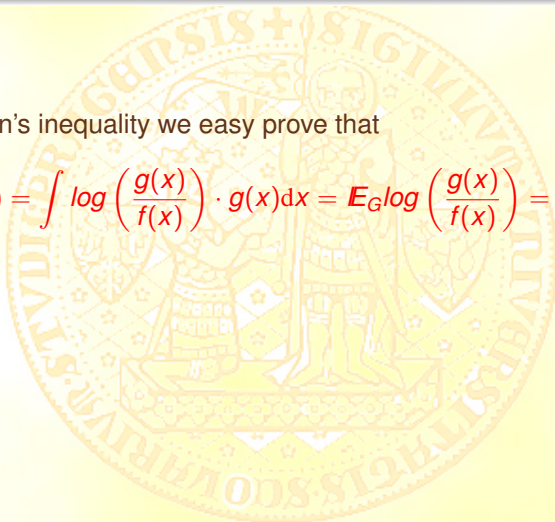 n's inequality we easy prove that
) = ∫ log ( g(x) / f(x) ) · g(x)dx = E_G log ( g(x) / f(x) ) =